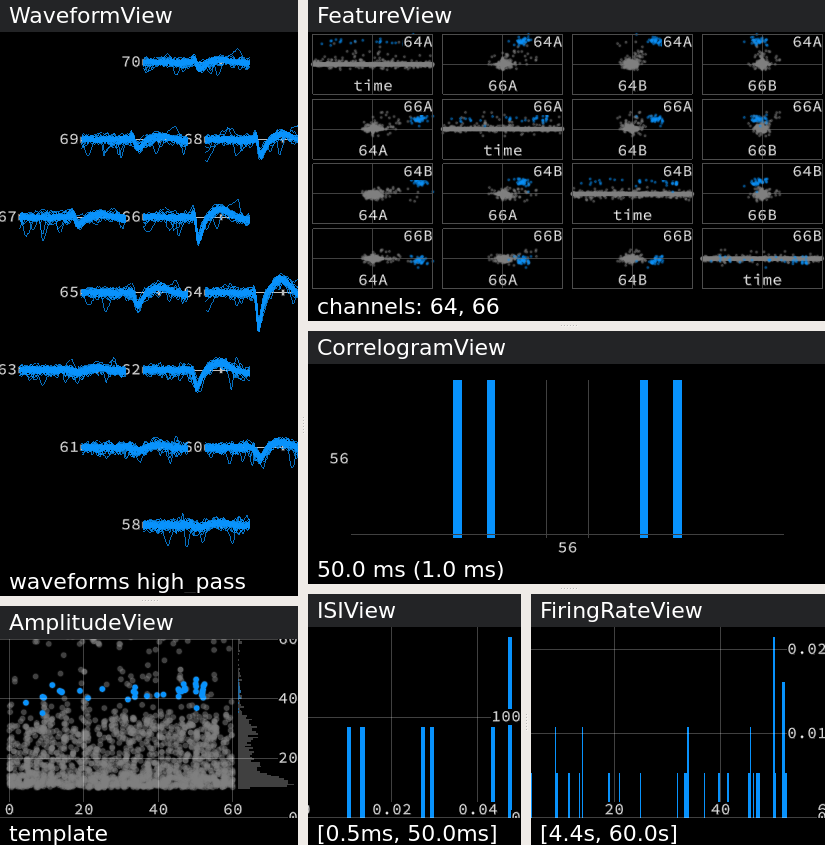 WaveformView
70
69 68
67 66
65 64
63 62
61 60
58
waveforms high_pass
FeatureView
64A 64A 64A 64A
time 66A 64B 66B
66A 66A 66A 66A
64A time 64B 66B
64B 64B 64B 64B
64A 66A time 66B
66B 66B 66B 66B
64A 66A 64B time
channels: 64, 66
CorrelogramView
56
56
50.0 ms (1.0 ms)
AmplitudeView
60
40
20
0
0 20 40 60
template
ISIView
100
0
0.02 0.04
[0.5ms, 50.0ms]
FiringRateView
0.02
0.01
20 40
[4.4s, 60.0s]